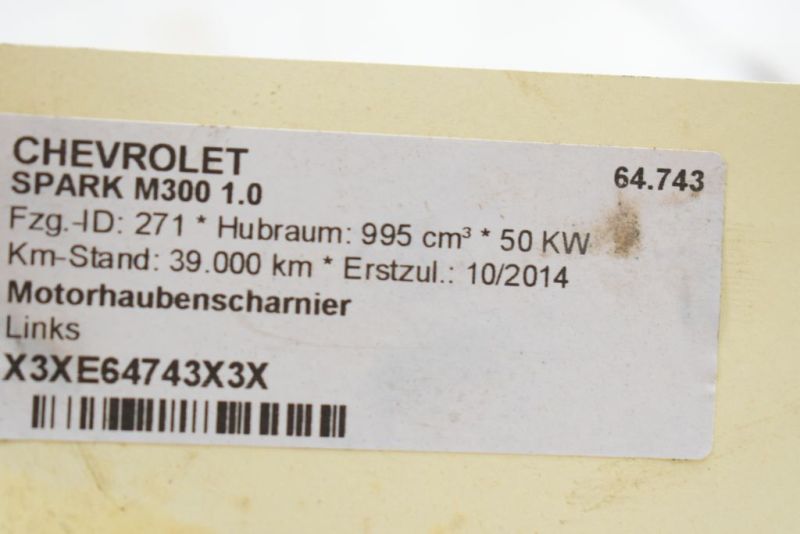 CHEVROLET 64.743
SPARK M300 1.0
Fzg.-ID: 271 * Hubraum: 995 cm³ * 50 KW
Km-Stand: 39.000 km * Erstzul.: 10/2014
Motorhaubenscharnier
Links
X3XE64743X3X